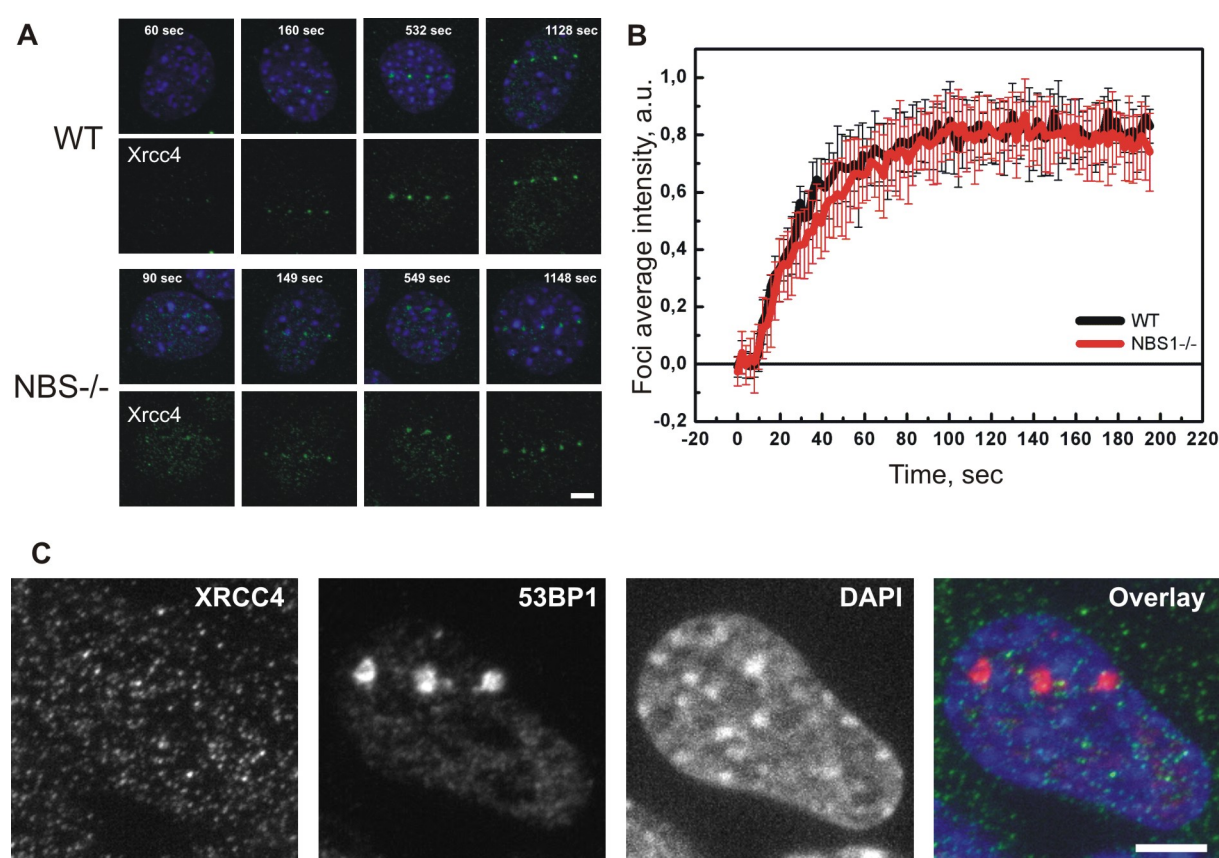 A
60 sec
160 sec
532 sec
1128 sec
WT
Xrcc4
90 sec
149 sec
549 sec
1148 sec
NBS-/-
Xrcc4
B
Foci average intensity, a.u.
1,0
0,8
0,6
0,4
0,2
0,0
-0,2
WT
NBS1-/-
-20 0 20 40 60 80 100 120 140 160 180 200 220
Time, sec
C
XRCC4
53BP1
DAPI
Overlay